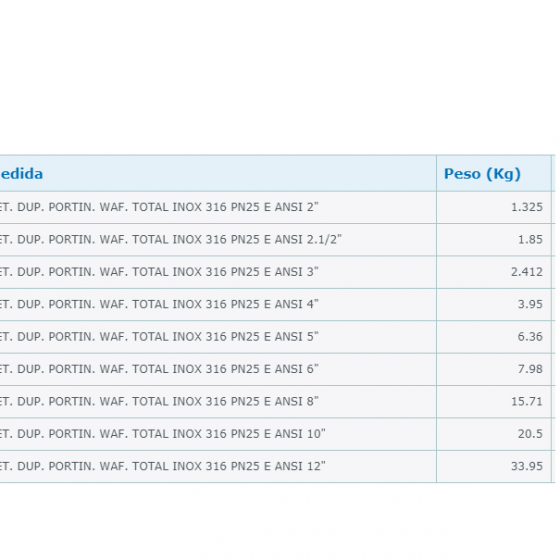 edida Peso (Kg)
ET. DUP. PORTIN. WAF. TOTAL INOX 316 PN25 E ANSI 2" 1.325
ET. DUP. PORTIN. WAF. TOTAL INOX 316 PN25 E ANSI 2.1/2" 1.85
ET. DUP. PORTIN. WAF. TOTAL INOX 316 PN25 E ANSI 3" 2.412
ET. DUP. PORTIN. WAF. TOTAL INOX 316 PN25 E ANSI 4" 3.95
ET. DUP. PORTIN. WAF. TOTAL INOX 316 PN25 E ANSI 5" 6.36
ET. DUP. PORTIN. WAF. TOTAL INOX 316 PN25 E ANSI 6" 7.98
ET. DUP. PORTIN. WAF. TOTAL INOX 316 PN25 E ANSI 8" 15.71
ET. DUP. PORTIN. WAF. TOTAL INOX 316 PN25 E ANSI 10" 20.5
ET. DUP. PORTIN. WAF. TOTAL INOX 316 PN25 E ANSI 12" 33.95